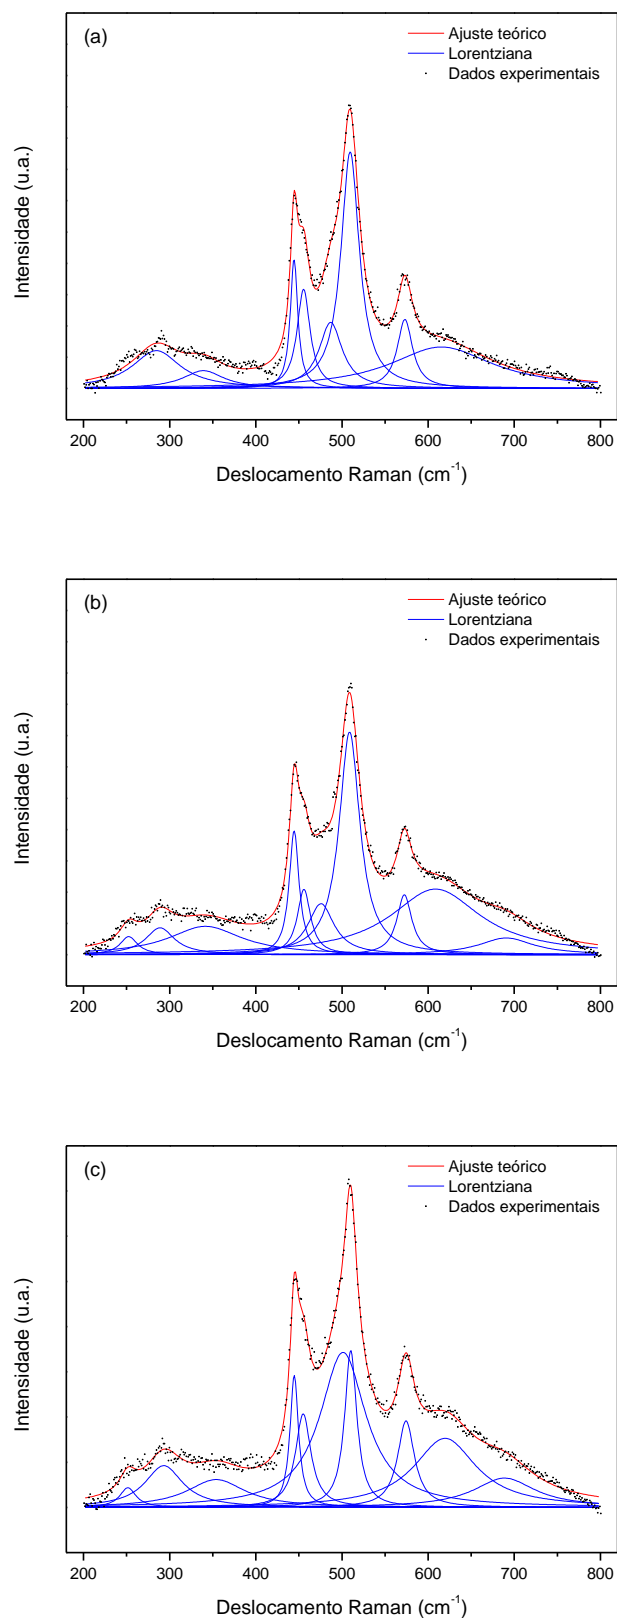 (a)
Ajuste teórico
Lorentziana
Dados experimentais
Intensidade (u.a.)
200 300 400 500 600 700 800
Deslocamento Raman (cm⁻¹)
(b)
Ajuste teórico
Lorentziana
Dados experimentais
Intensidade (u.a.)
200 300 400 500 600 700 800
Deslocamento Raman (cm⁻¹)
(c)
Ajuste teórico
Lorentziana
Dados experimentais
Intensidade (u.a.)
200 300 400 500 600 700 800
Deslocamento Raman (cm⁻¹)